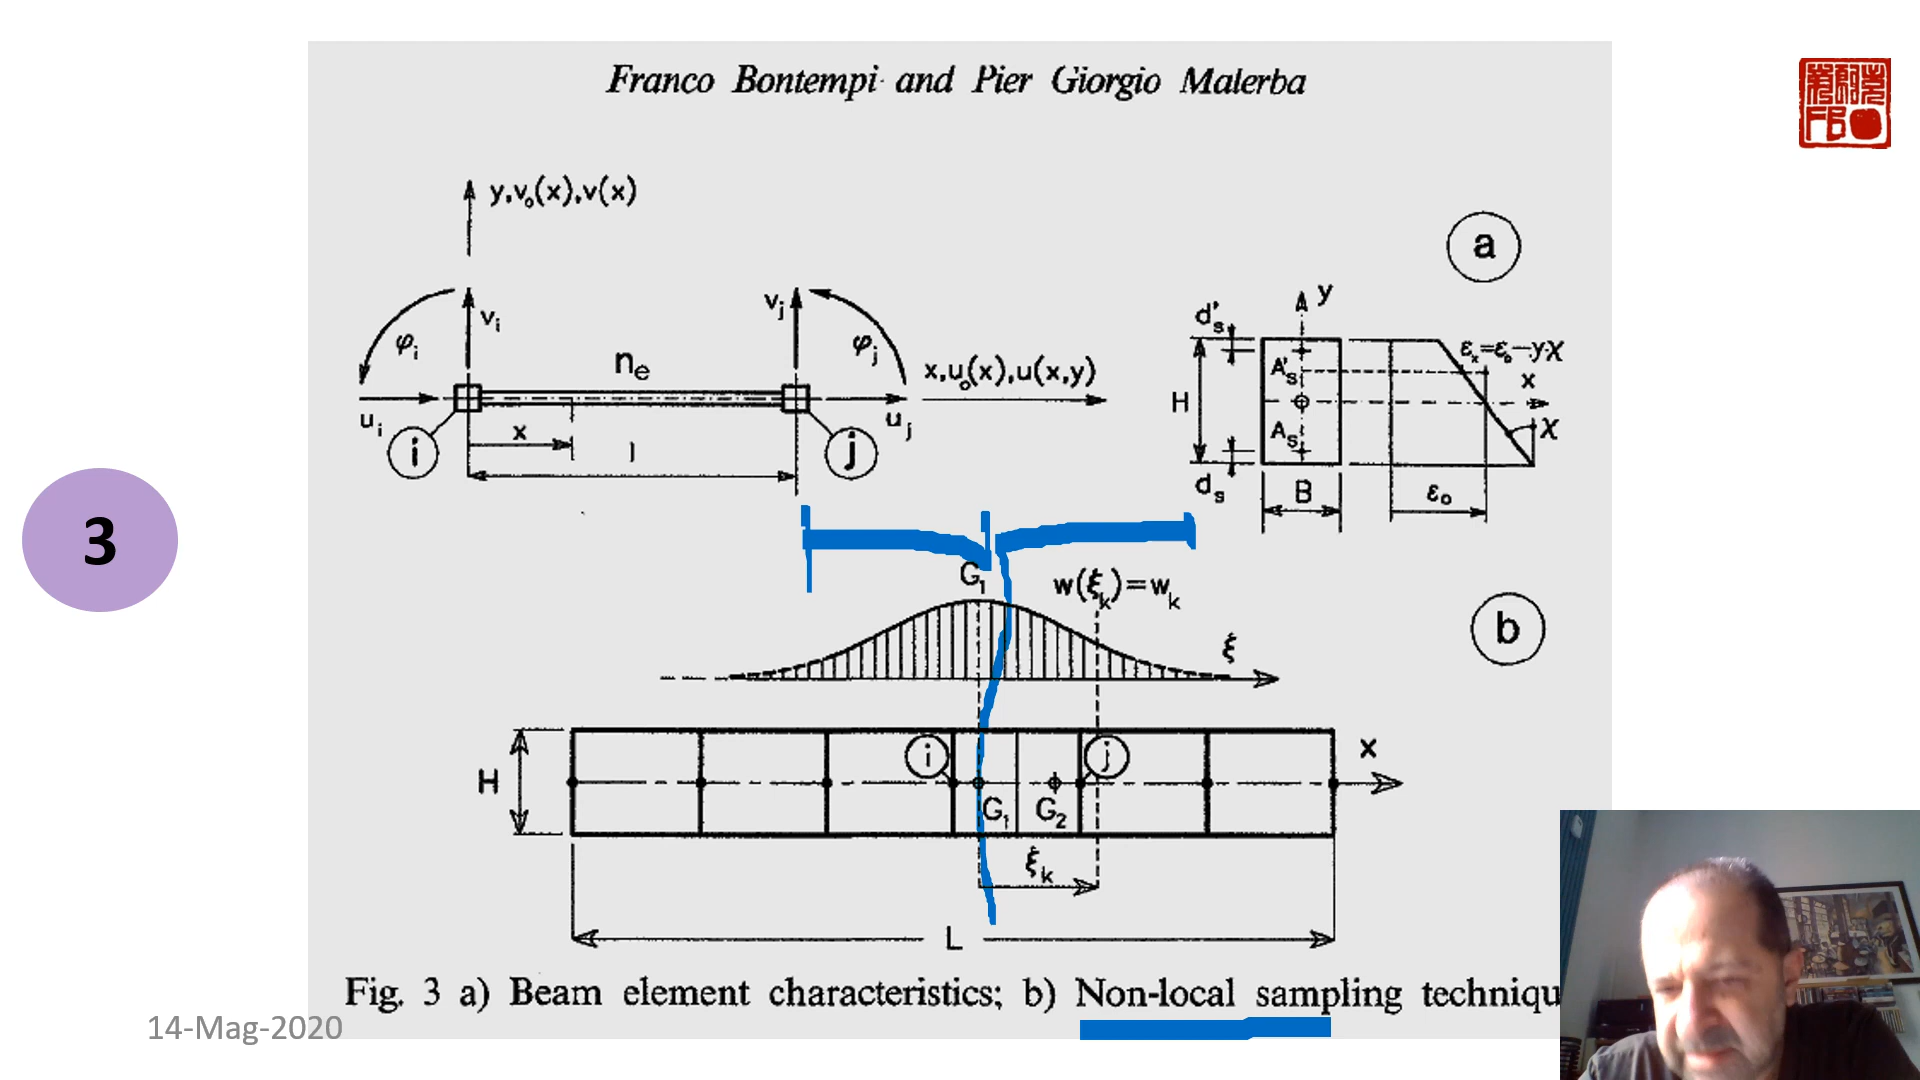 Franco Bontempi and Pier Giorgio Malerba
y,v₀(x),v(x)
a
φᵢ
vᵢ
vⱼ
φⱼ
nₑ
x,u₀(x),u(x,y)
uᵢ
uⱼ
i
j
x
l
y
d'ₛ
H
A'ₛ
Aₛ
dₛ
B
εₓ=ε₀-yχ
x
χ
ε₀
3
G₁
w(ξₖ)=wₖ
ξ
b
H
i
j
x
G₁
G₂
ξₖ
L
Fig. 3 a) Beam element characteristics; b) Non-local sampling techniqu
14-Mag-2020
FB